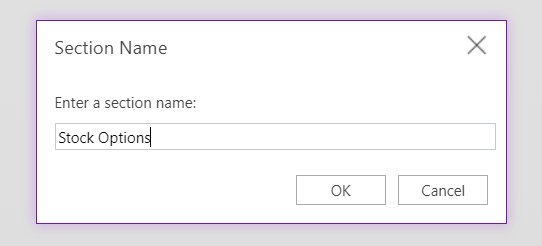 Section Name
Enter a section name:
Stock Options
OK
Cancel